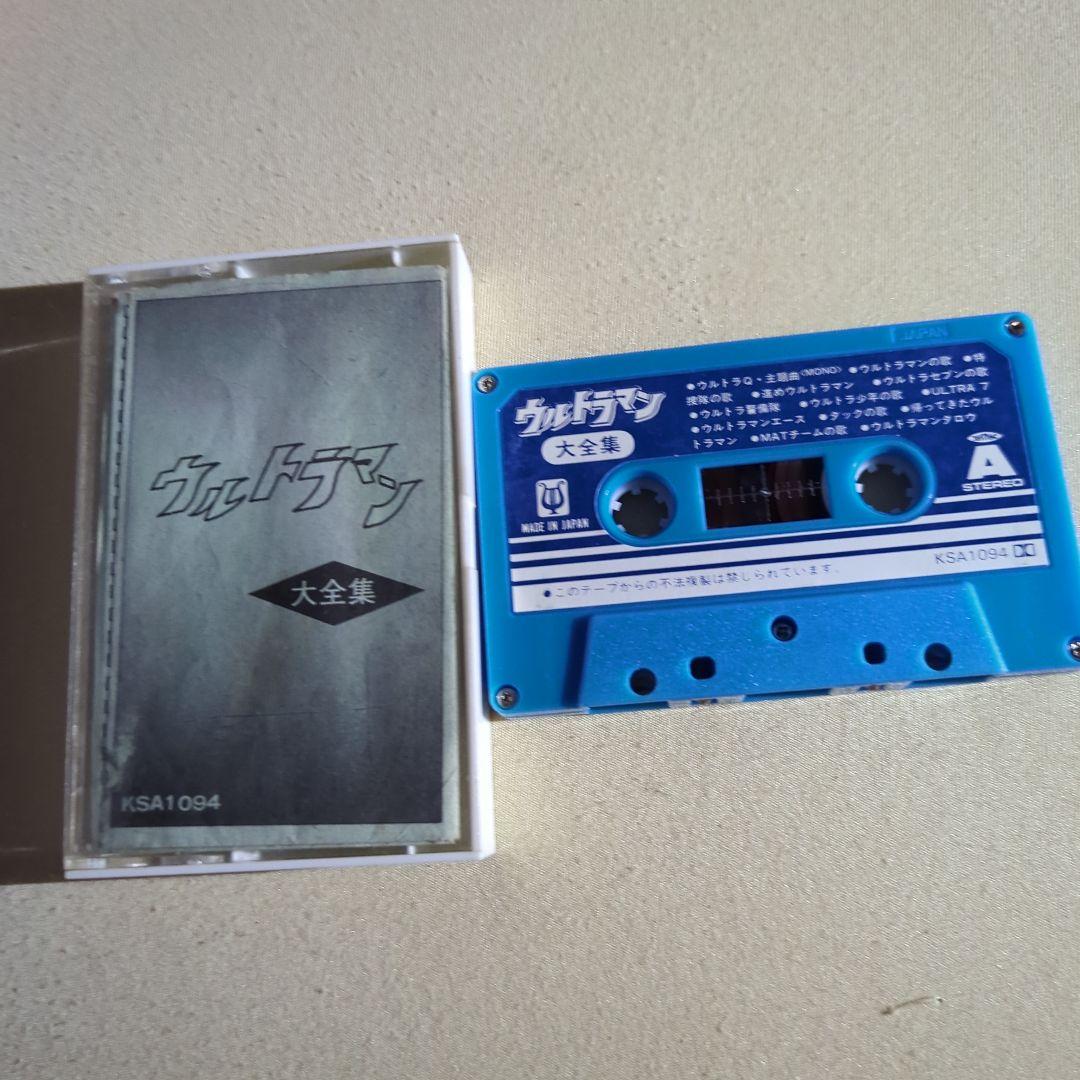 ウルトラマン
大全集
KSA1094
JAPAN
ウルトラマン
大全集
●ウルトラQ・主題曲〈MONO〉 ●ウルトラマンの歌 ●特
捜隊の歌 ●進めウルトラマン ●ウルトラセブンの歌
●ウルトラ警備隊 ●ウルトラ少年の歌 ●ULTRA 7
●ウルトラマンエース ●タックの歌 ●帰ってきたウル
トラマン ●MATチームの歌 ●ウルトラマンタロウ
MADE IN JAPAN
A
STEREO
KSA1094
●このテープからの不法複製は禁じられています。